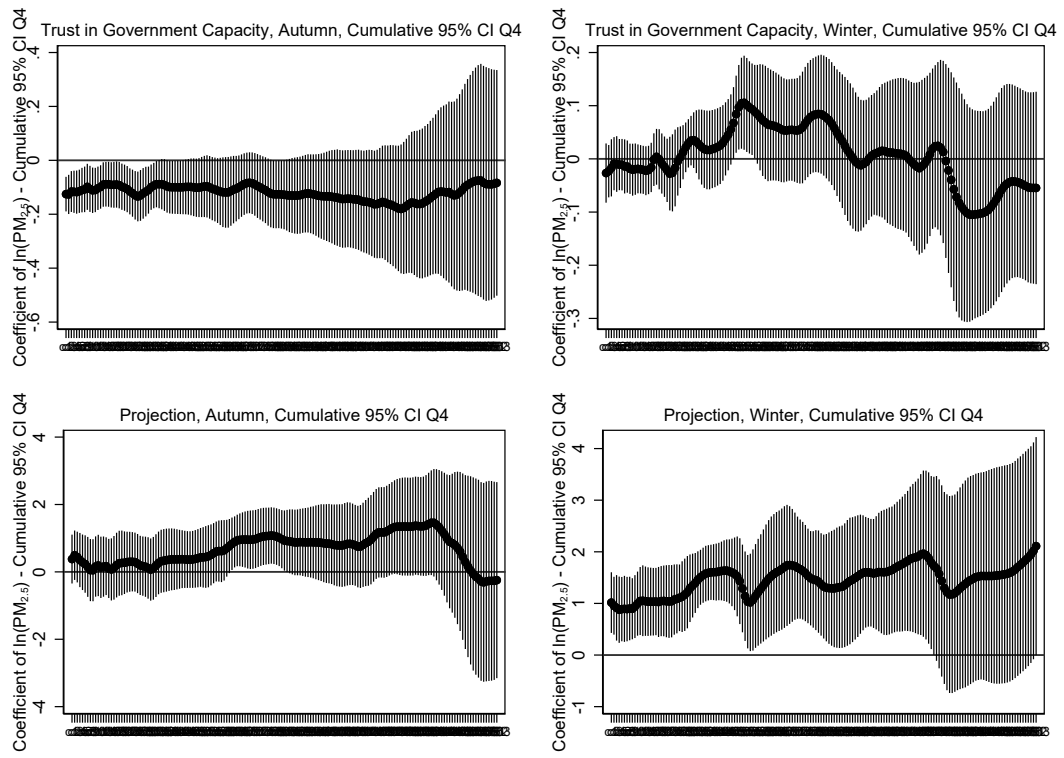 Trust in Government Capacity, Autumn, Cumulative 95% CI Q4
Coefficient of ln(PM2.5) - Cumulative 95% CI Q4
.4
.2
0
-.2
-.4
-.6
Trust in Government Capacity, Winter, Cumulative 95% CI Q4
Coefficient of ln(PM2.5) - Cumulative 95% CI Q4
.2
.1
0
-.1
-.2
-.3
Projection, Autumn, Cumulative 95% CI Q4
Coefficient of ln(PM2.5) - Cumulative 95% CI Q4
4
2
0
-2
-4
Projection, Winter, Cumulative 95% CI Q4
Coefficient of ln(PM2.5) - Cumulative 95% CI Q4
4
3
2
1
0
-1